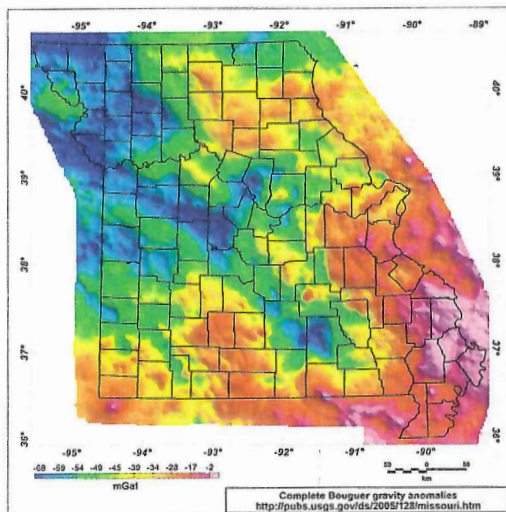 -95° -94° -93° -92° -91° -90° -89°
40° 40°
39° 39°
38° 38°
37° 37°
36° 36°
-95° -94° -93° -92° -91° -90°
-68 -59 -54 -49 -45 -34 -28 -17 -2
mGal
50 0 50
km
Complete Bouguer gravity anomalies
http://pubs.usgs.gov/ds/2005/128/missouri.htm